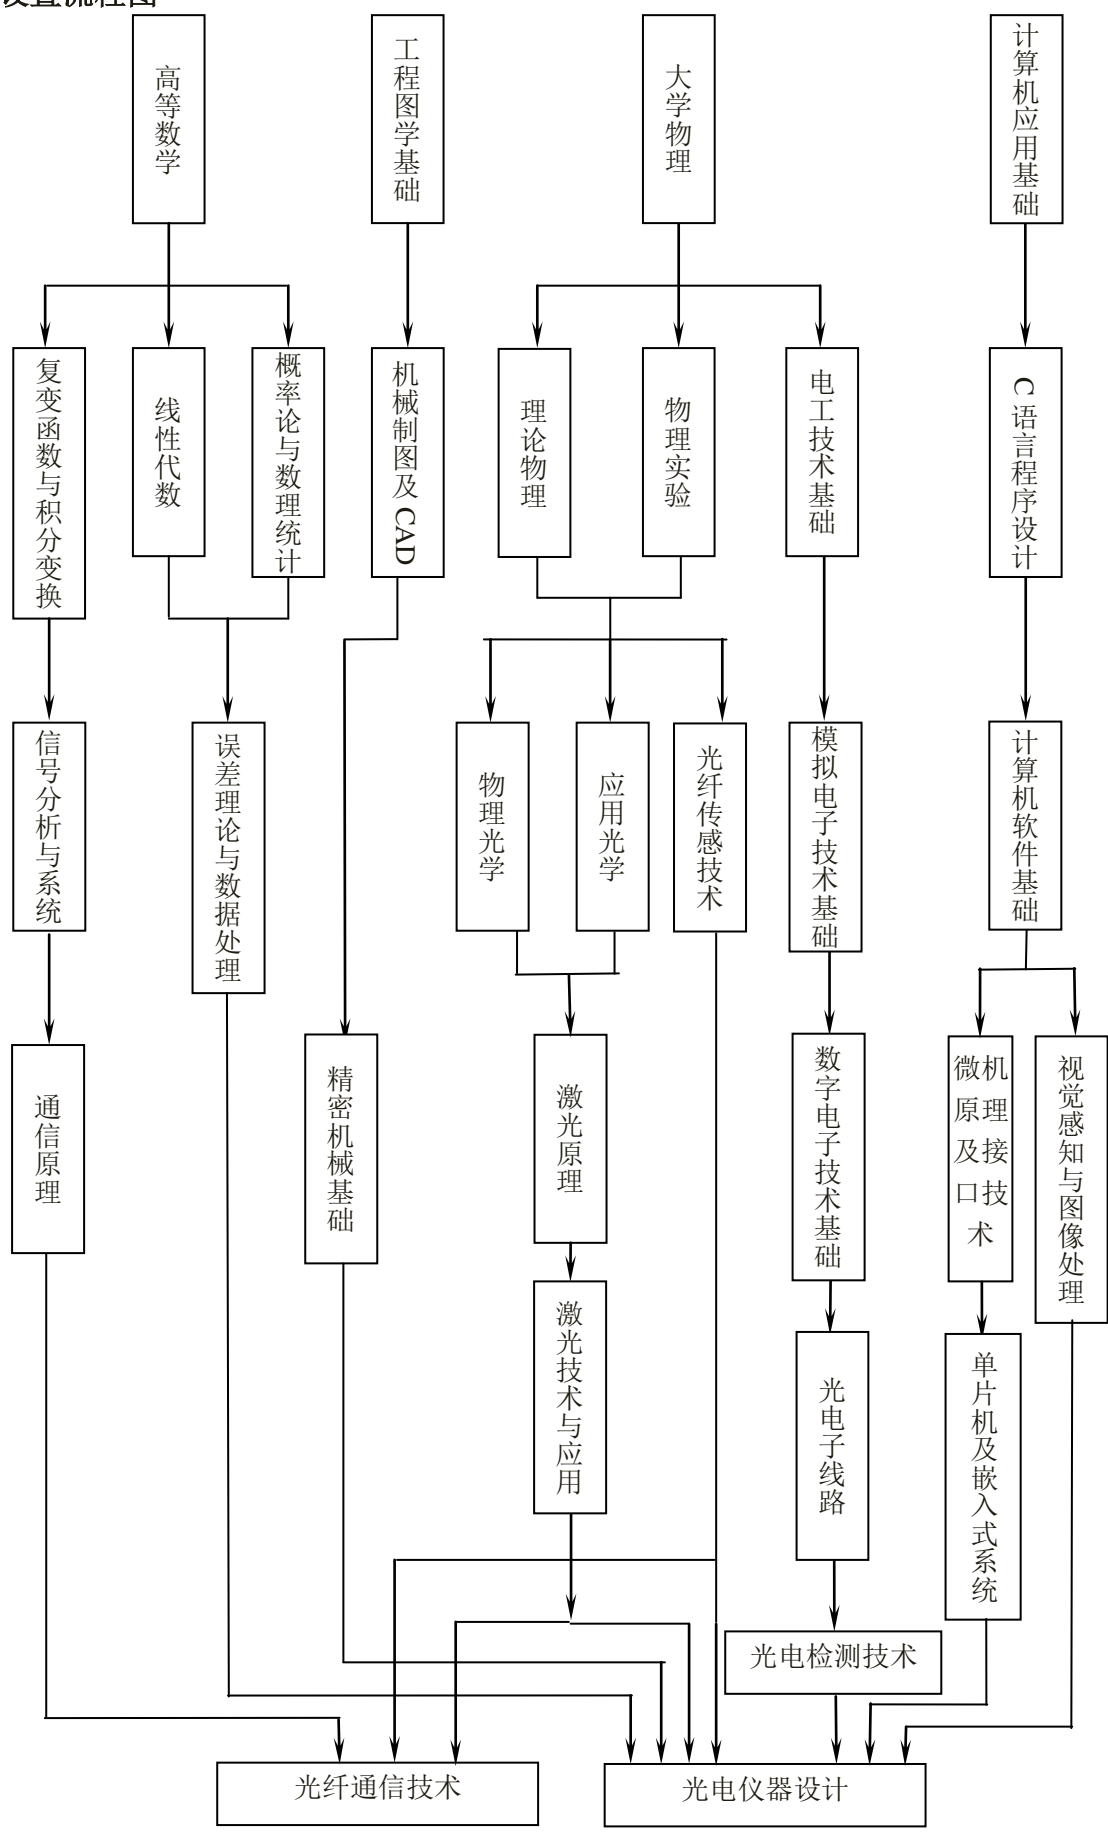 设置流程图
高等数学
工程图学基础
大学物理
计算机应用基础
复变函数与积分变换
线性代数
概率论与数理统计
机械制图及 CAD
理论物理
物理实验
电工技术基础
C 语言程序设计
信号分析与系统
误差理论与数据处理
物理光学
应用光学
光纤传感技术
模拟电子技术基础
计算机软件基础
通信原理
精密机械基础
激光原理
数字电子技术基础
微机
原理
及接
口技
术
视觉感知与图像处理
激光技术与应用
光电子线路
单片机及嵌入式系统
光电检测技术
光纤通信技术
光电仪器设计